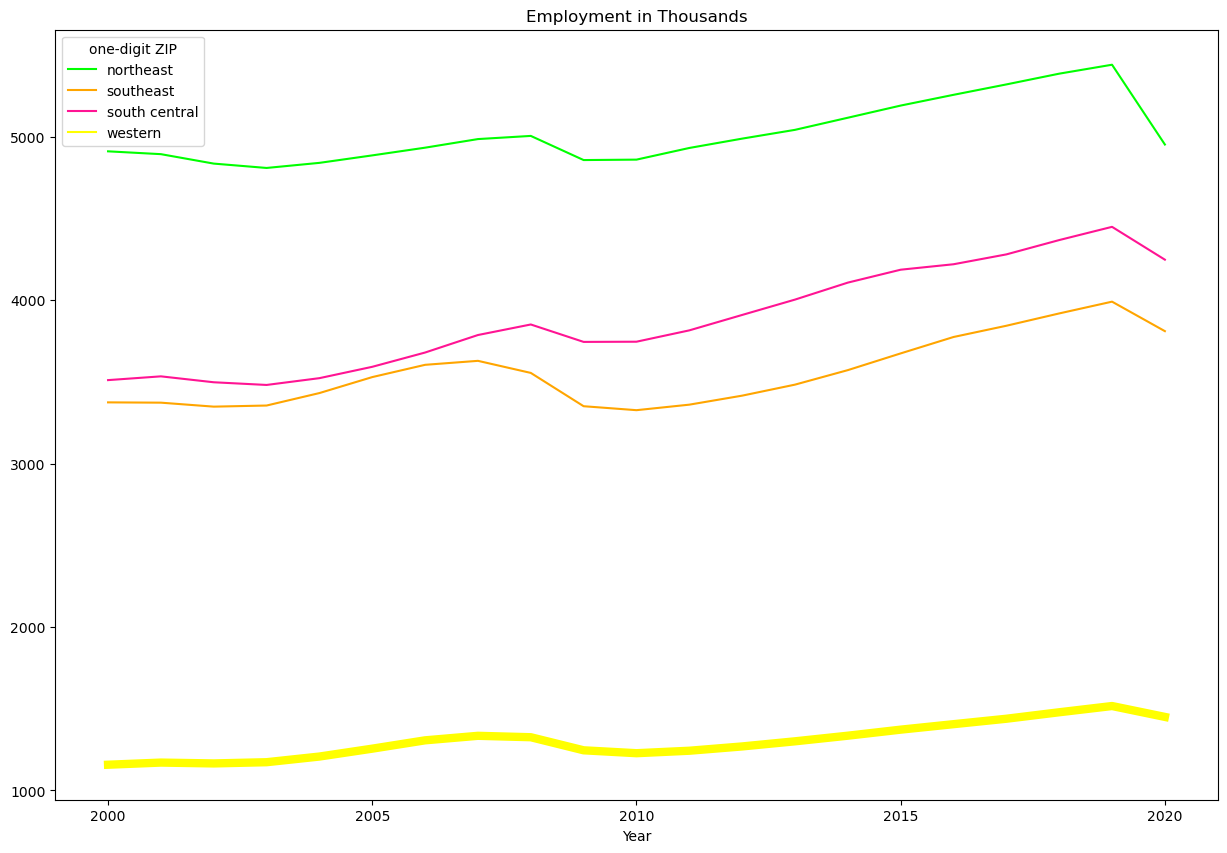 Employment in Thousands
one-digit ZIP
northeast
southeast
south central
western
5000
4000
3000
2000
1000
2000 2005 2010 2015 2020
Year